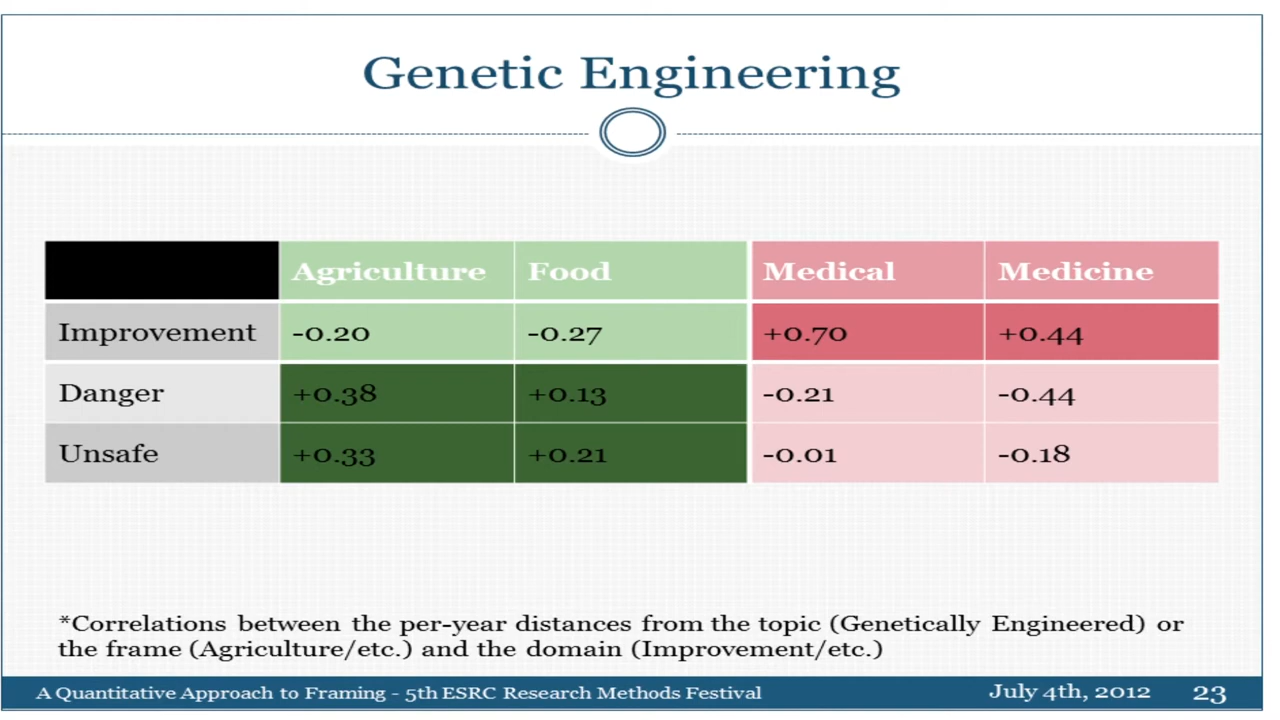 Genetic Engineering
Agriculture Food Medical Medicine
Improvement -0.20 -0.27 +0.70 +0.44
Danger +0.38 +0.13 -0.21 -0.44
Unsafe +0.33 +0.21 -0.01 -0.18
*Correlations between the per-year distances from the topic (Genetically Engineered) or
the frame (Agriculture/etc.) and the domain (Improvement/etc.)
A Quantitative Approach to Framing - 5th ESRC Research Methods Festival July 4th, 2012 23